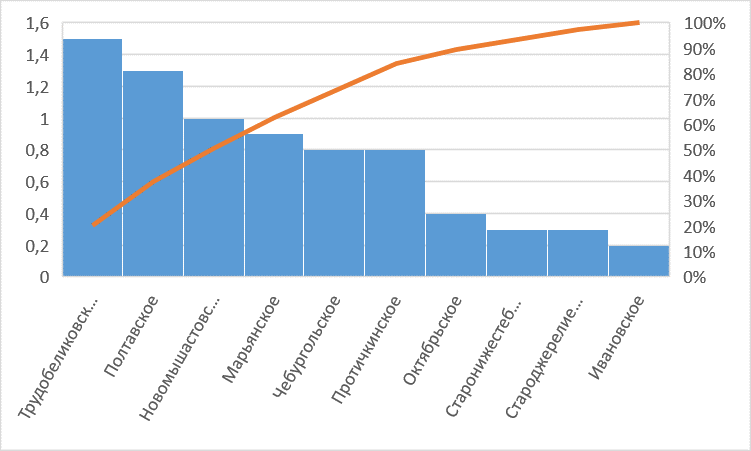 1,6
1,4
1,2
1
0,8
0,6
0,4
0,2
0
100%
90%
80%
70%
60%
50%
40%
30%
20%
10%
0%
Трудобеликовск...
Полтавское
Новомышастовс...
Марьянское
Чебургольское
Протичкинское
Октябрьское
Старонижестеб...
Староджерелие...
Ивановское